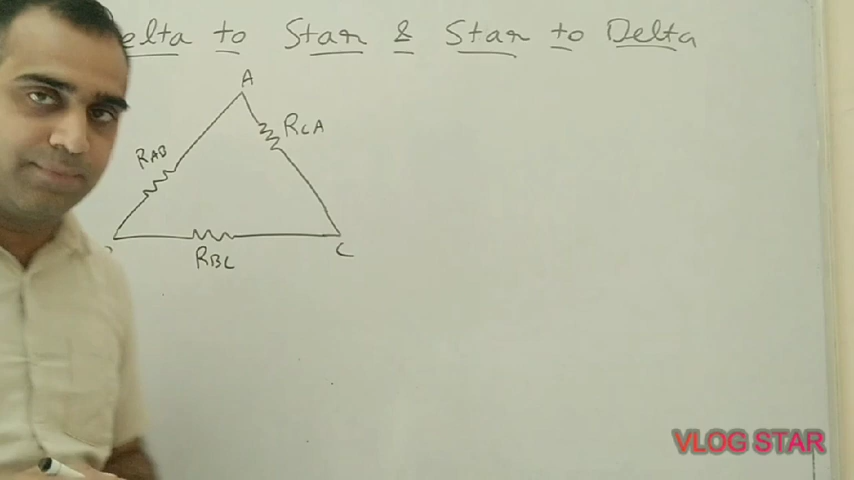 elta to Star & Star to Delta
A
RCA
RAB
RBC
C
VLOG STAR